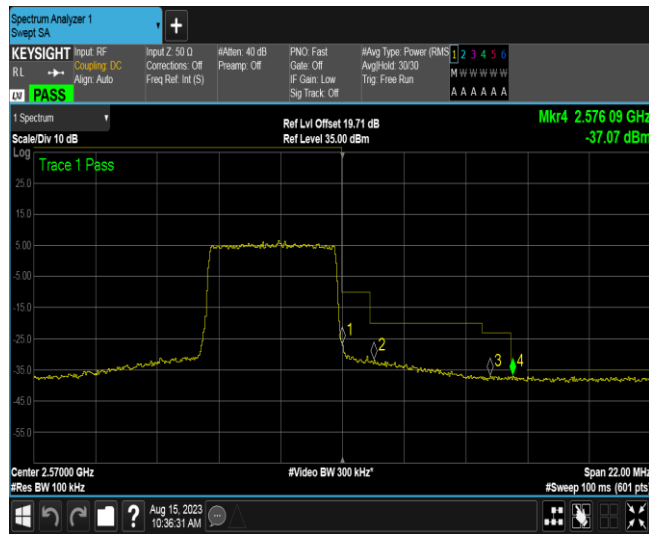 Spectrum Analyzer 1
Swept SA
+
KEYSIGHT
RL
LXI PASS
Input: RF
Coupling: DC
Align: Auto
Input Z: 50 Ω
Corrections: Off
Freq Ref: Int (S)
#Atten: 40 dB
Preamp: Off
PNO: Fast
Gate: Off
IF Gain: Low
Sig Track: Off
#Avg Type: Power (RMS
Avg|Hold: 30/30
Trig: Free Run
1 2 3 4 5 6
M W W W W W
A A A A A A
1 Spectrum
Scale/Div 10 dB
Ref Lvl Offset 19.71 dB
Ref Level 35.00 dBm
Mkr4 2.576 09 GHz
-37.07 dBm
Log
Trace 1 Pass
25.0
15.0
5.00
-5.00
-15.0
-25.0
-35.0
-45.0
-55.0
1
2
3
4
Center 2.57000 GHz
#Res BW 100 kHz
#Video BW 300 kHz*
Span 22.00 MHz
#Sweep 100 ms (601 pts)
?
Aug 15, 2023
10:36:31 AM